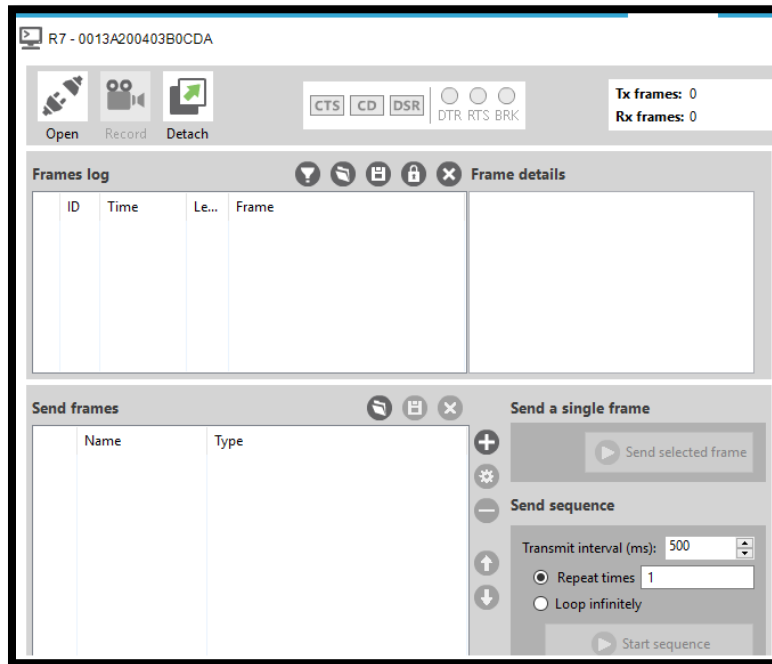 R7 - 0013A200403B0CDA
Open
Record
Detach
CTS CD DSR
DTR RTS BRK
Tx frames: 0
Rx frames: 0
Frames log
ID Time Le... Frame
Frame details
Send frames
Name Type
Send a single frame
Send selected frame
Send sequence
Transmit interval (ms): 500
Repeat times 1
Loop infinitely
Start sequence